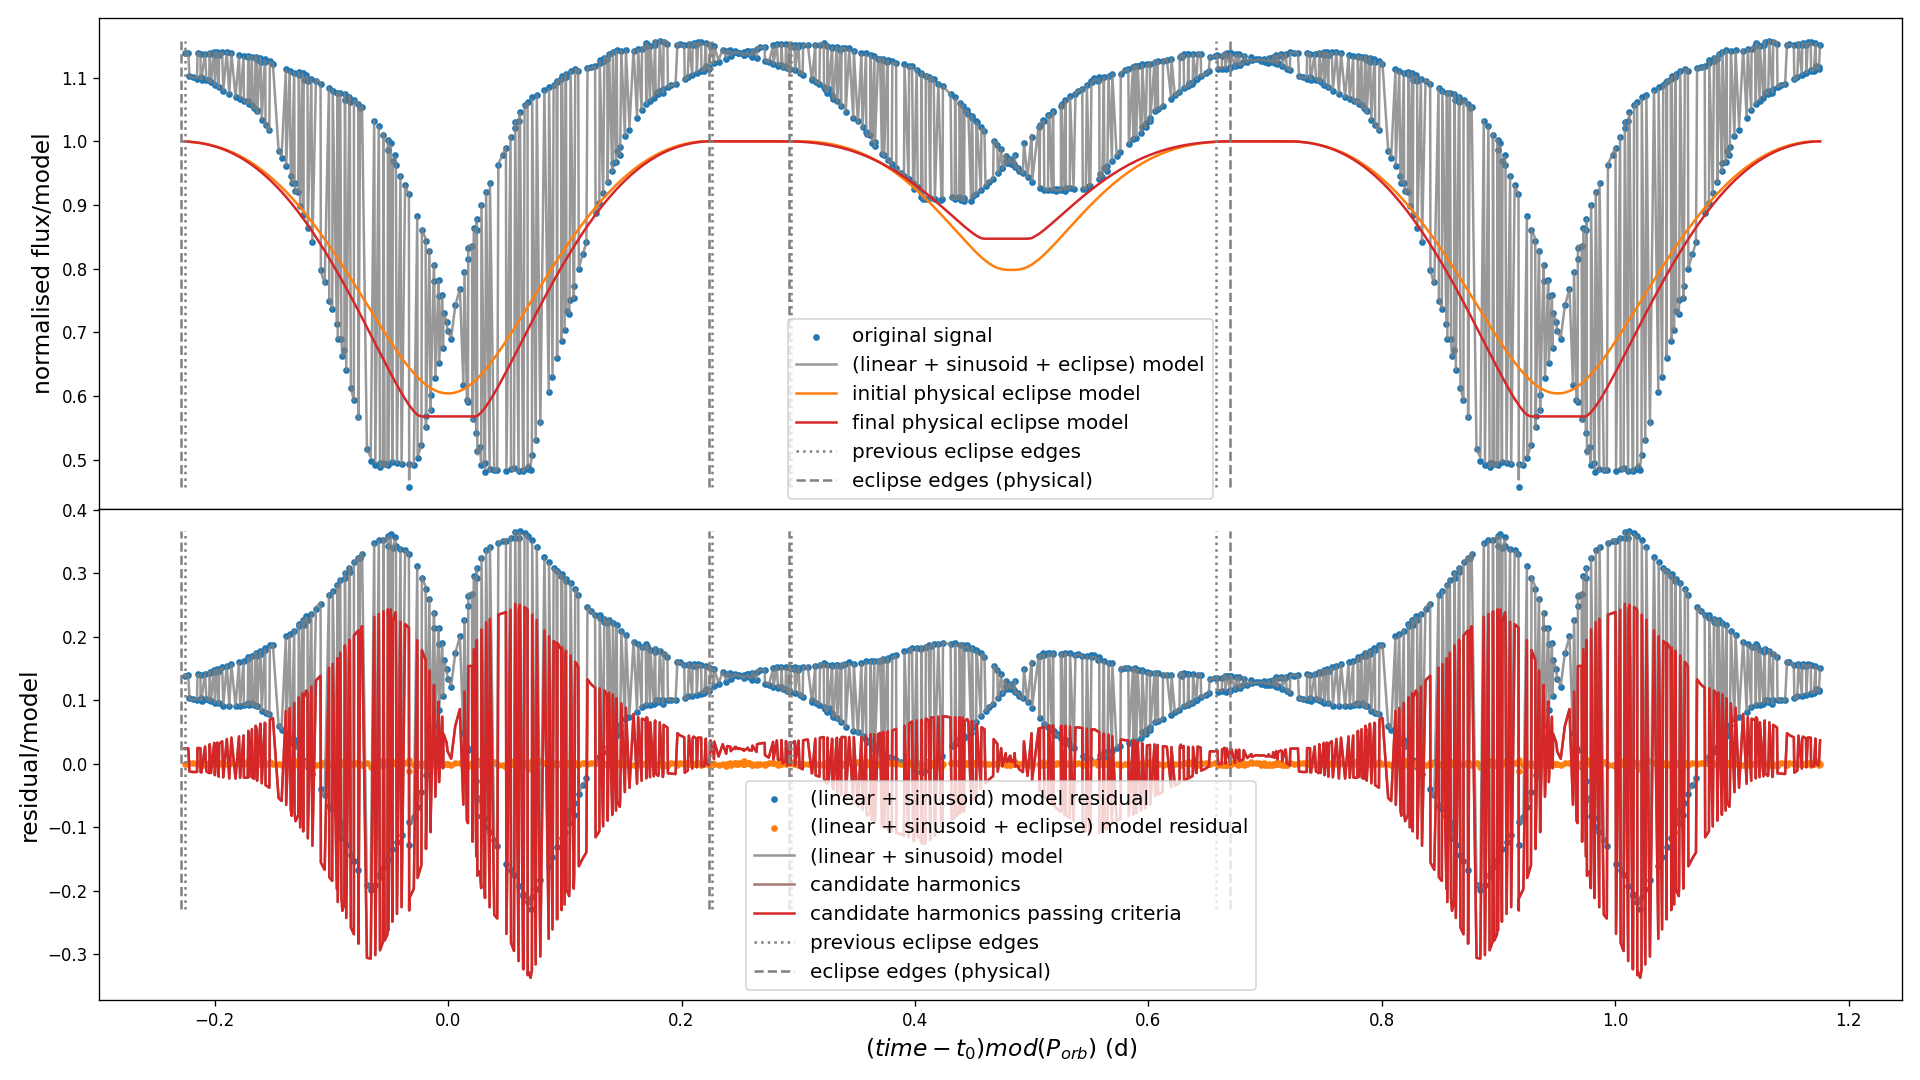 normalised flux/model
1.1
1.0
0.9
0.8
0.7
0.6
0.5
0.4
original signal
(linear + sinusoid + eclipse) model
initial physical eclipse model
final physical eclipse model
previous eclipse edges
eclipse edges (physical)
residual/model
0.3
0.2
0.1
0.0
−0.1
−0.2
−0.3
(linear + sinusoid) model residual
(linear + sinusoid + eclipse) model residual
(linear + sinusoid) model
candidate harmonics
candidate harmonics passing criteria
previous eclipse edges
eclipse edges (physical)
−0.2 0.0 0.2 0.4 0.6 0.8 1.0 1.2
(time − t₀)mod(P_orb) (d)